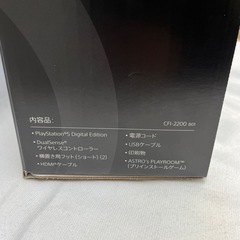 内容品: CFI-2200 B01
• PlayStation®5 Digital Edition
• DualSense®
ワイヤレスコントローラー
• 横置き用フット (ショート) (2)
• HDMI®ケーブル
• 電源コード
• USBケーブル
• 印刷物
• ASTRO's PLAYROOM™
(プリインストールゲーム)